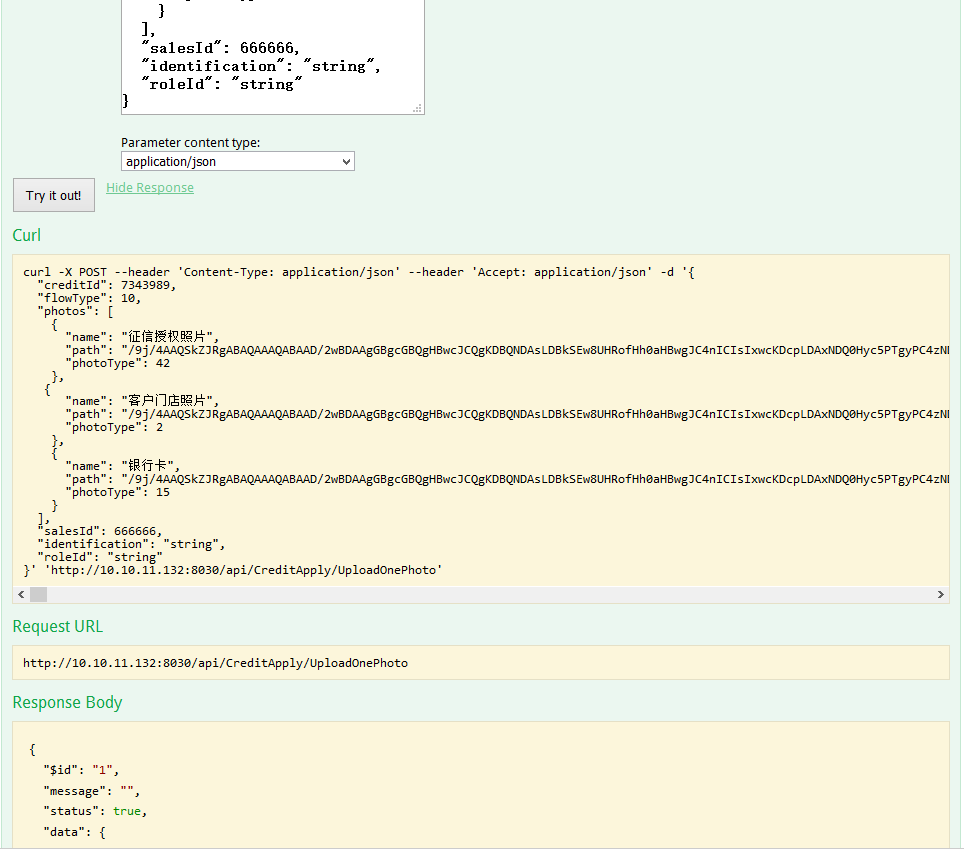 }
],
"salesId": 666666,
"identification": "string",
"roleId": "string"
}
Parameter content type:
application/json
Try it out! Hide Response
Curl
curl -X POST --header 'Content-Type: application/json' --header 'Accept: application/json' -d '{
"creditId": 7343989,
"flowType": 10,
"photos": [
{
"name": "征信授权照片",
"path": "/9j/4AAQSkZJRgABAQAAAQABAAD/2wBDAAgGBgcGBQgHBwcJCQgKDBQNDAsLDBkSEw8UHRofHh0aHBwgJC4nICIsIxwcKDcpLDAxNDQ0Hyc5PTgyPC4zN
"photoType": 42
},
{
"name": "客户门店照片",
"path": "/9j/4AAQSkZJRgABAQAAAQABAAD/2wBDAAgGBgcGBQgHBwcJCQgKDBQNDAsLDBkSEw8UHRofHh0aHBwgJC4nICIsIxwcKDcpLDAxNDQ0Hyc5PTgyPC4zN
"photoType": 2
},
{
"name": "银行卡",
"path": "/9j/4AAQSkZJRgABAQAAAQABAAD/2wBDAAgGBgcGBQgHBwcJCQgKDBQNDAsLDBkSEw8UHRofHh0aHBwgJC4nICIsIxwcKDcpLDAxNDQ0Hyc5PTgyPC4zN
"photoType": 15
}
],
"salesId": 666666,
"identification": "string",
"roleId": "string"
}' 'http://10.10.11.132:8030/api/CreditApply/UploadOnePhoto'
Request URL
http://10.10.11.132:8030/api/CreditApply/UploadOnePhoto
Response Body
{
"$id": "1",
"message": "",
"status": true,
"data": {